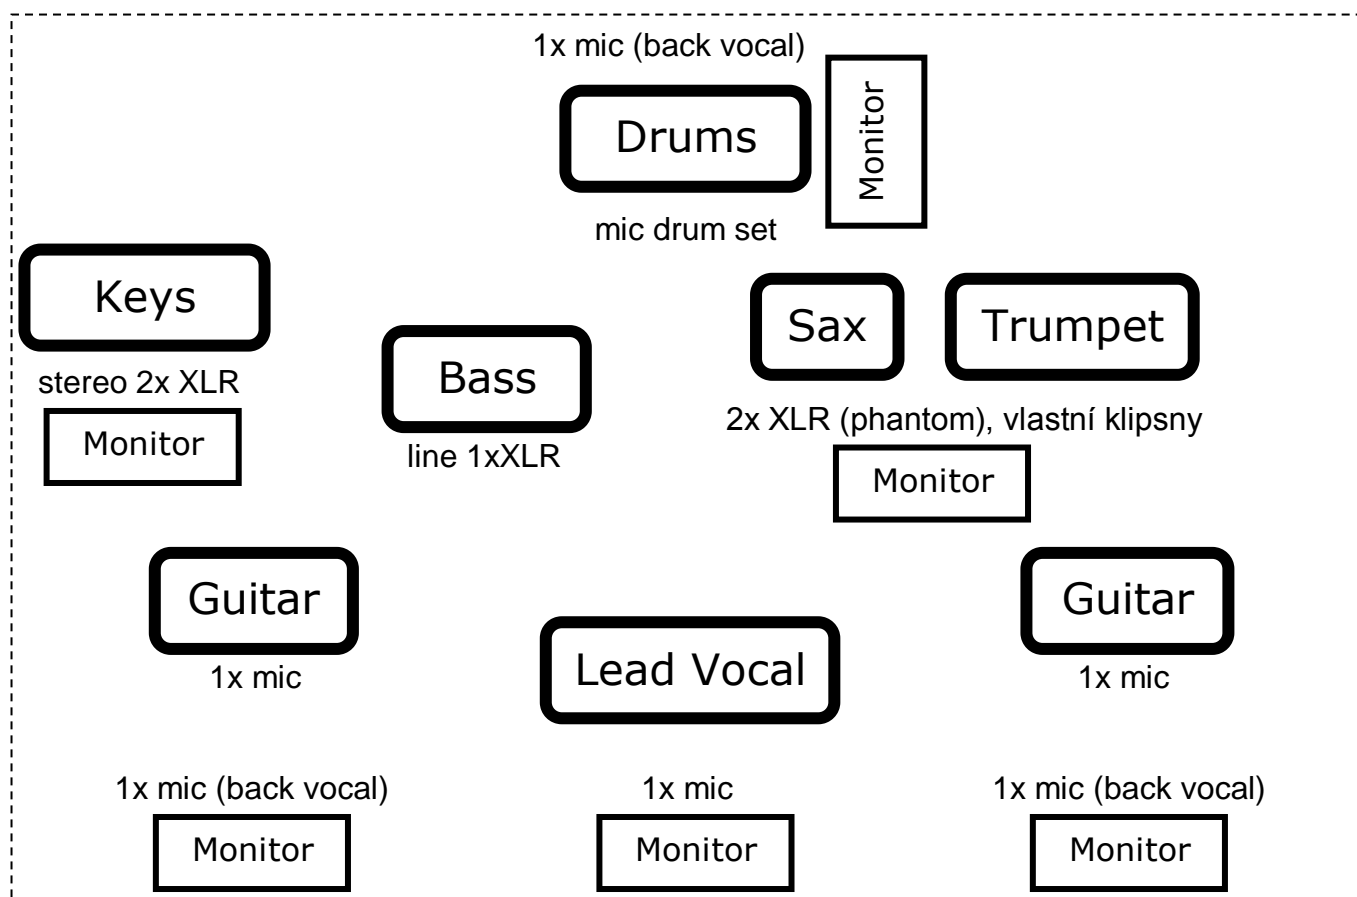 1x mic (back vocal)
Drums
Monitor
mic drum set
Keys
stereo 2x XLR
Monitor
Bass
line 1xXLR
Sax
Trumpet
2x XLR (phantom), vlastní klipsny
Monitor
Guitar
1x mic
Lead Vocal
Guitar
1x mic
1x mic (back vocal)
Monitor
1x mic
Monitor
1x mic (back vocal)
Monitor